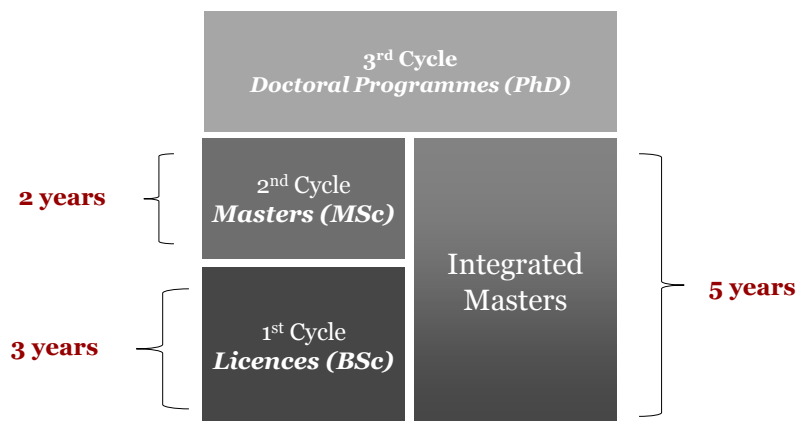 3rd Cycle
Doctoral Programmes (PhD)
2 years
2nd Cycle
Masters (MSc)
Integrated
Masters
5 years
3 years
1st Cycle
Licences (BSc)